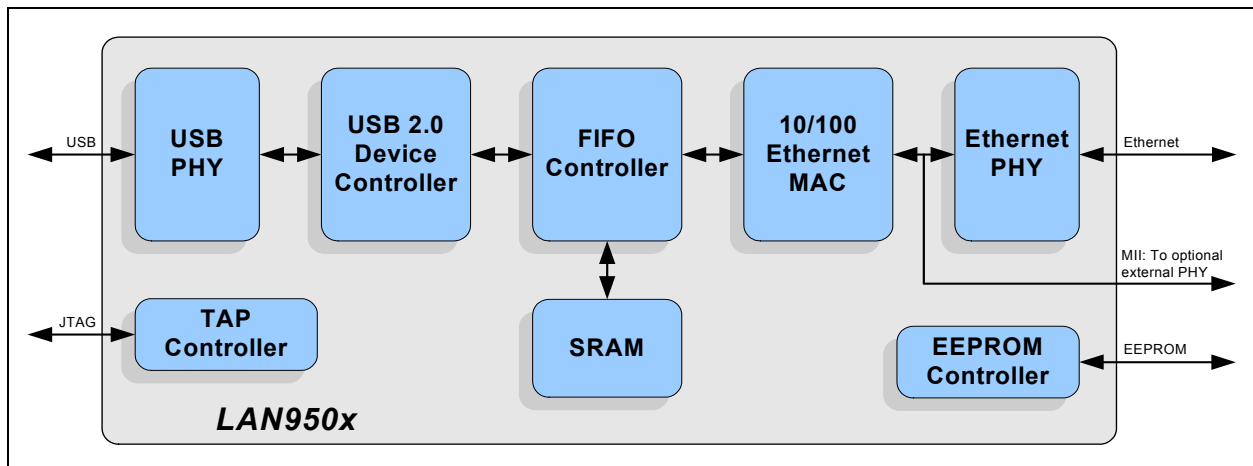 USB
USB
PHY
USB 2.0
Device
Controller
FIFO
Controller
10/100
Ethernet
MAC
Ethernet
PHY
Ethernet
MII: To optional
external PHY
JTAG
TAP
Controller
SRAM
EEPROM
Controller
EEPROM
LAN950x